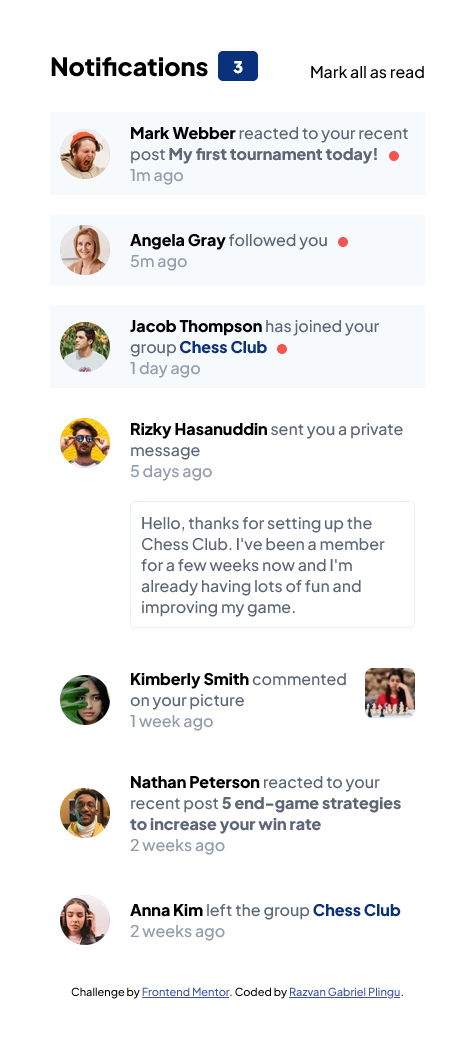 Notifications 3 Mark all as read
Mark Webber reacted to your recent
post My first tournament today!
1m ago
Angela Gray followed you
5m ago
Jacob Thompson has joined your
group Chess Club
1 day ago
Rizky Hasanuddin sent you a private
message
5 days ago
Hello, thanks for setting up the
Chess Club. I've been a member
for a few weeks now and I'm
already having lots of fun and
improving my game.
Kimberly Smith commented
on your picture
1 week ago
Nathan Peterson reacted to your
recent post 5 end-game strategies
to increase your win rate
2 weeks ago
Anna Kim left the group Chess Club
2 weeks ago
Challenge by Frontend Mentor. Coded by Razvan Gabriel Plingu.